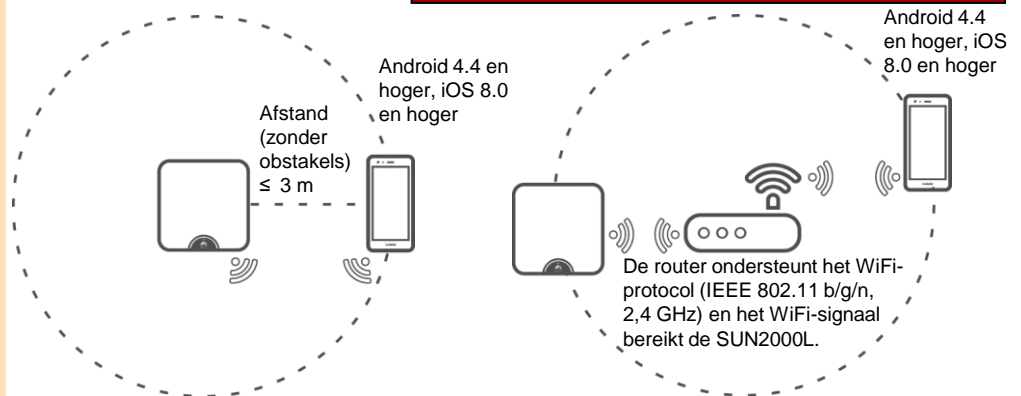 Afstand
(zonder
obstakels)
≤ 3 m
Android 4.4 en
hoger, iOS 8.0
en hoger
Android 4.4
en hoger, iOS
8.0 en hoger
De router ondersteunt het WiFi-
protocol (IEEE 802.11 b/g/n,
2,4 GHz) en het WiFi-signaal
bereikt de SUN2000L.